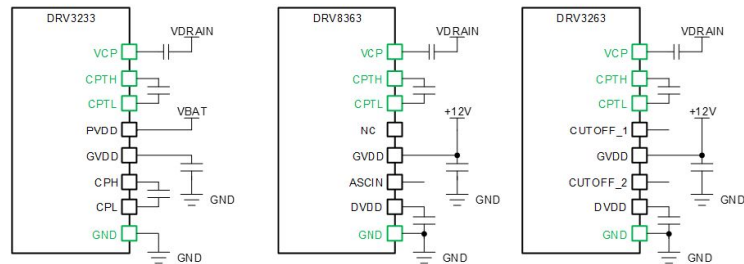 DRV3233
VDRAIN
VCP
CPTH
CPTL
VBAT
PVDD
GVDD
GND
CPH
CPL
GND
GND
DRV8363
VDRAIN
VCP
CPTH
CPTL
+12V
NC
GVDD
GND
ASCIN
DVDD
GND
GND
DRV3263
VDRAIN
VCP
CPTH
CPTL
+12V
CUTOFF_1
GVDD
GND
CUTOFF_2
DVDD
GND
GND